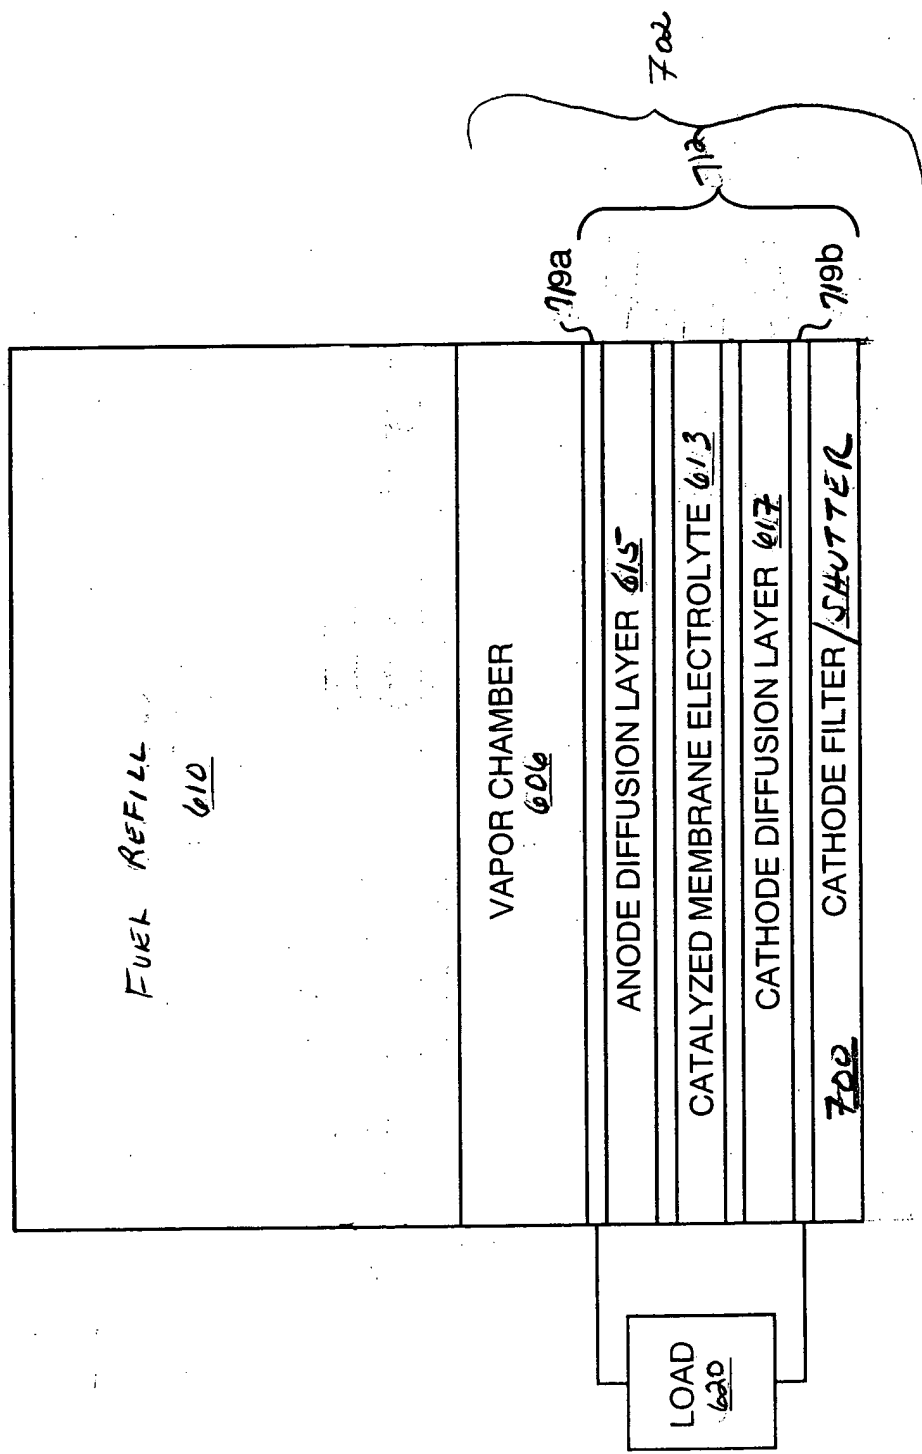 FUEL REFILL
610
VAPOR CHAMBER
606
719a
ANODE DIFFUSION LAYER 615
CATALYZED MEMBRANE ELECTROLYTE 613
CATHODE DIFFUSION LAYER 617
719b
700 CATHODE FILTER/SHUTTER
712
702
LOAD
620